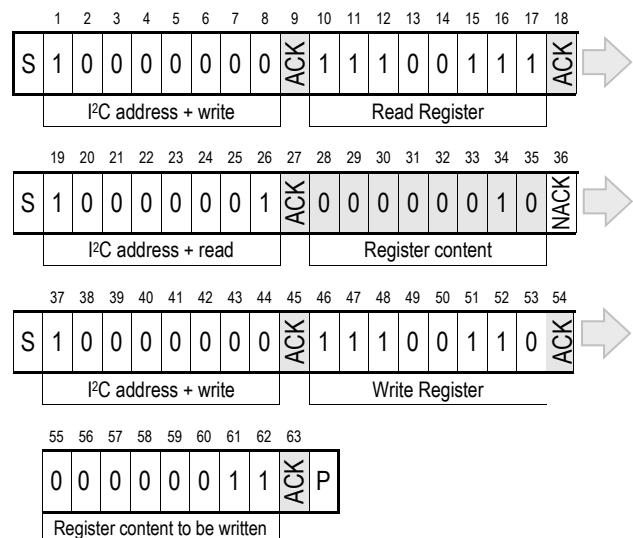 1 2 3 4 5 6 7 8 9 10 11 12 13 14 15 16 17 18
S 1 0 0 0 0 0 0 0 ACK 1 1 1 0 0 1 1 1 ACK
I²C address + write Read Register
19 20 21 22 23 24 25 26 27 28 29 30 31 32 33 34 35 36
S 1 0 0 0 0 0 0 1 ACK 0 0 0 0 0 0 1 0 NACK
I²C address + read Register content
37 38 39 40 41 42 43 44 45 46 47 48 49 50 51 52 53 54
S 1 0 0 0 0 0 0 0 ACK 1 1 1 0 0 1 1 0 ACK
I²C address + write Write Register
55 56 57 58 59 60 61 62 63
0 0 0 0 0 0 1 1 ACK P
Register content to be written